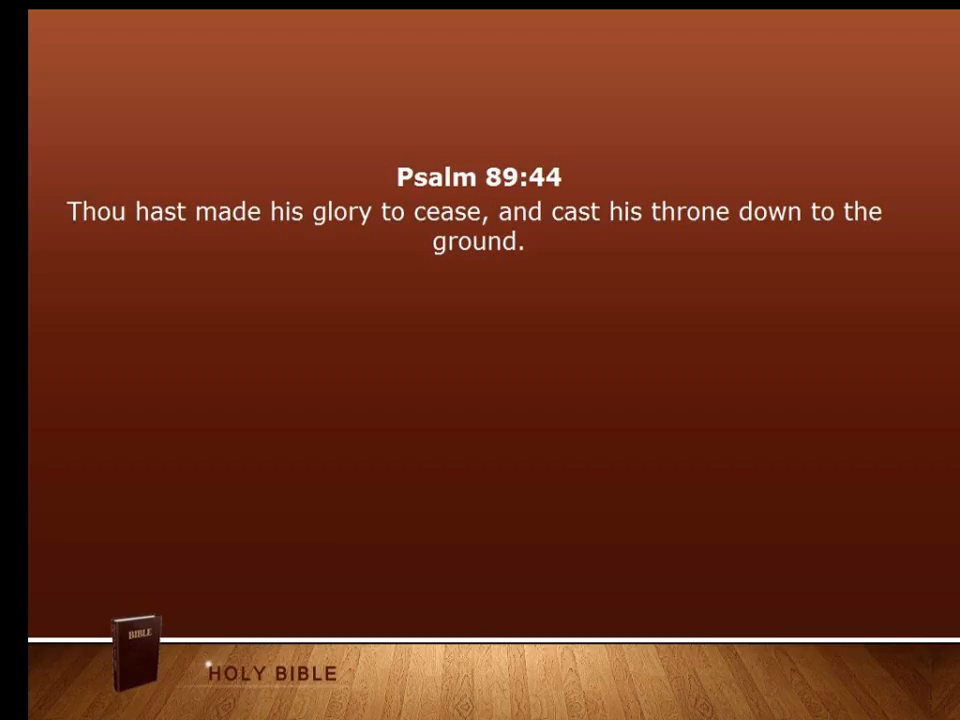 Psalm 89:44
Thou hast made his glory to cease, and cast his throne down to the
ground.
BIBLE
HOLY BIBLE